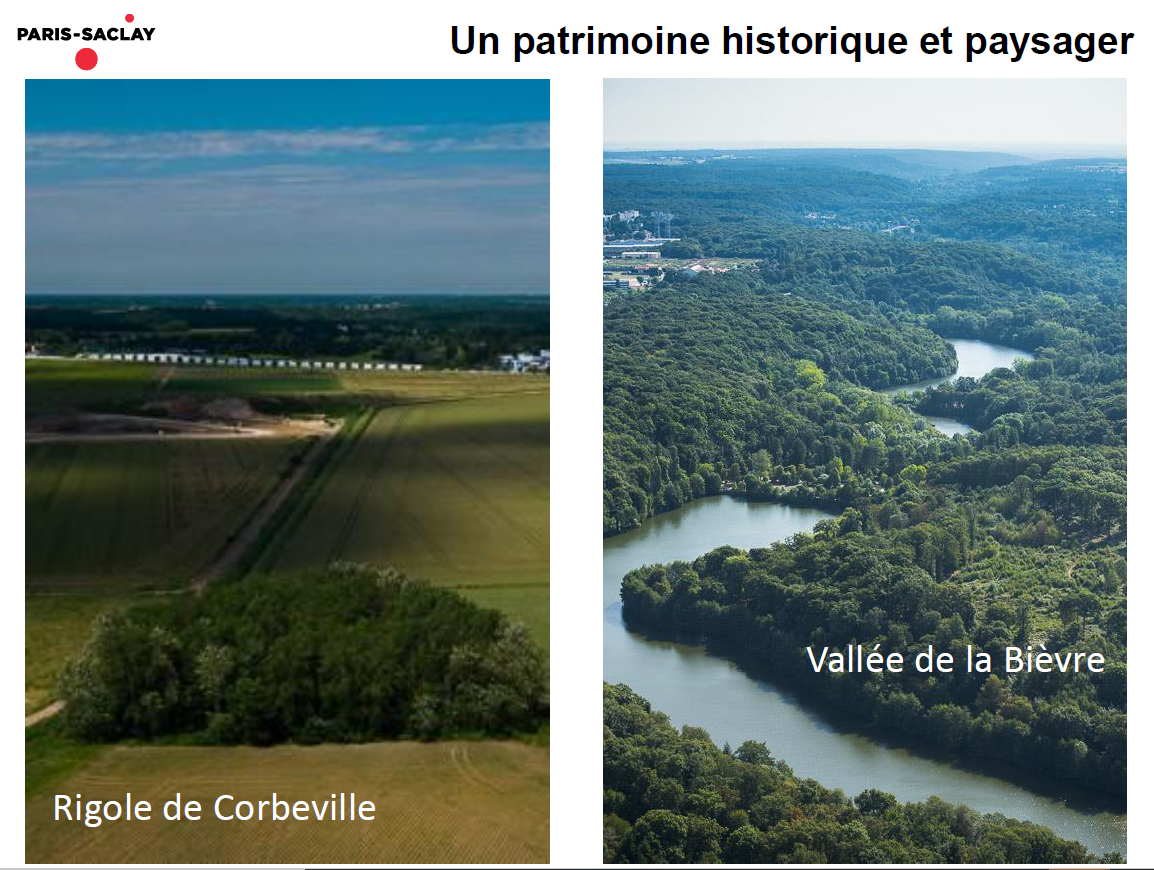 PARIS-SACLAY
Un patrimoine historique et paysager
Rigole de Corbeville
Vallée de la Bièvre